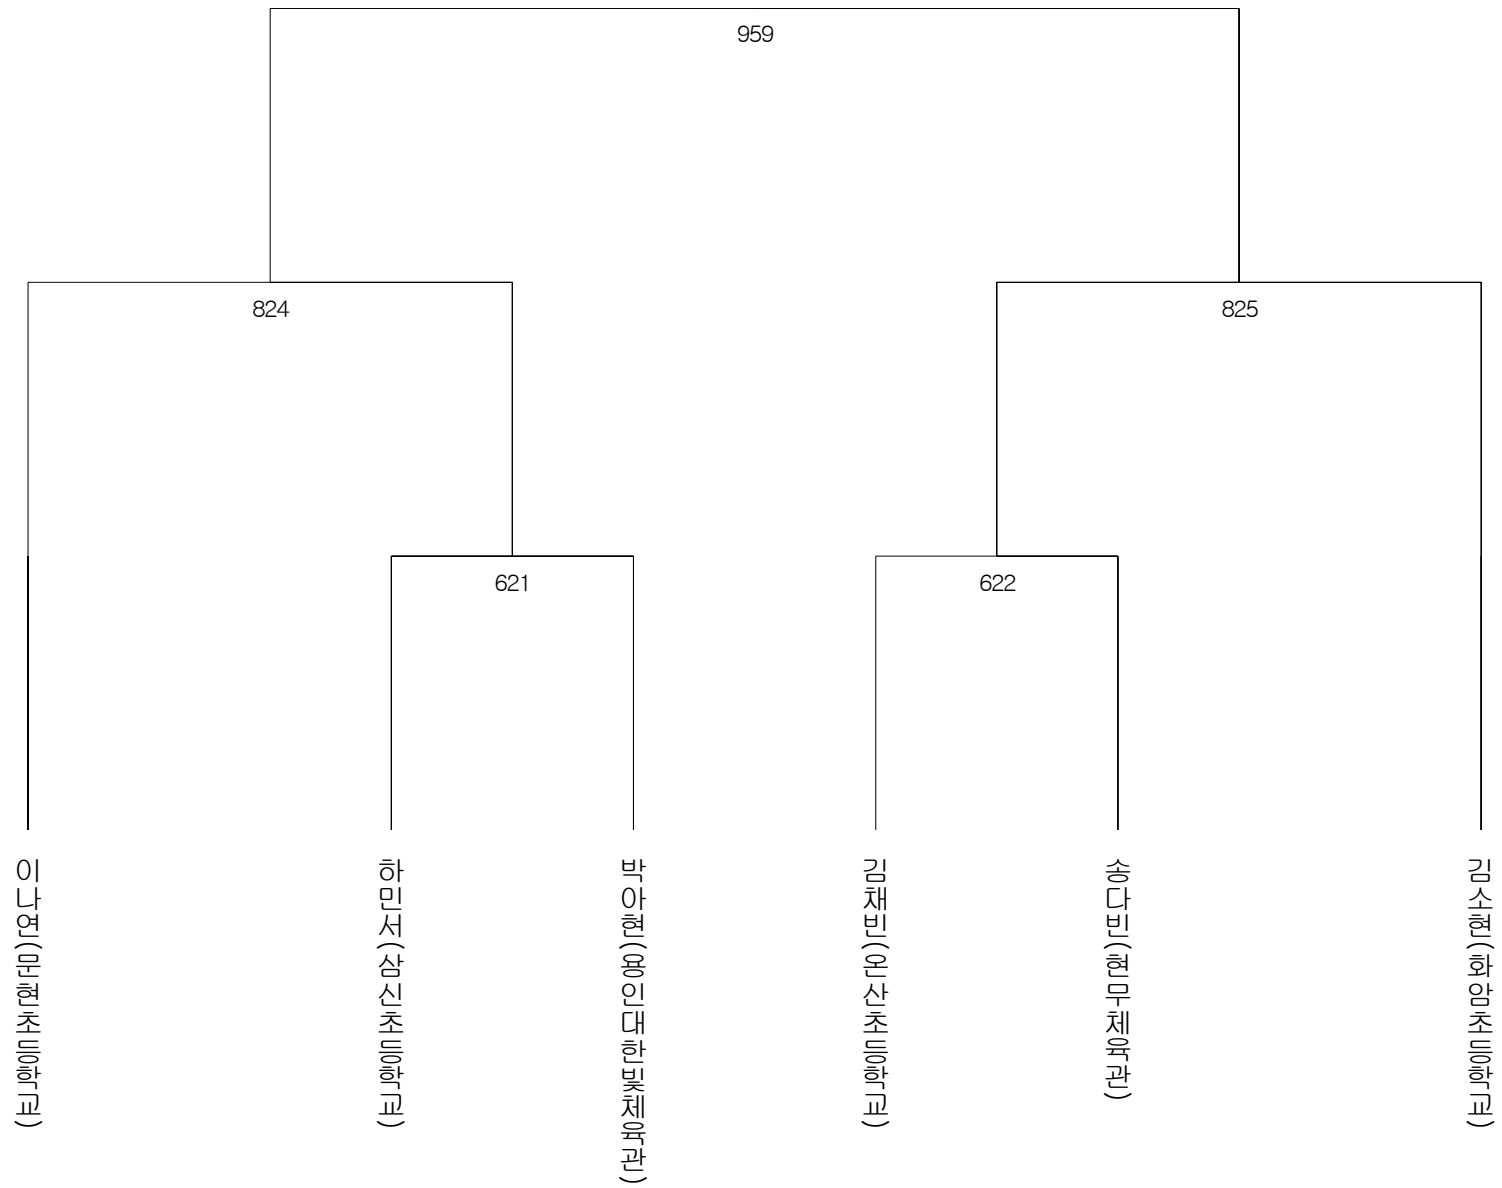 959
824
825
621
622
이나연(문현초등학교)
하민서(삼신초등학교)
박아현(용인대한빛체육관)
김채빈(온산초등학교)
송다빈(현무체육관)
김소현(화암초등학교)